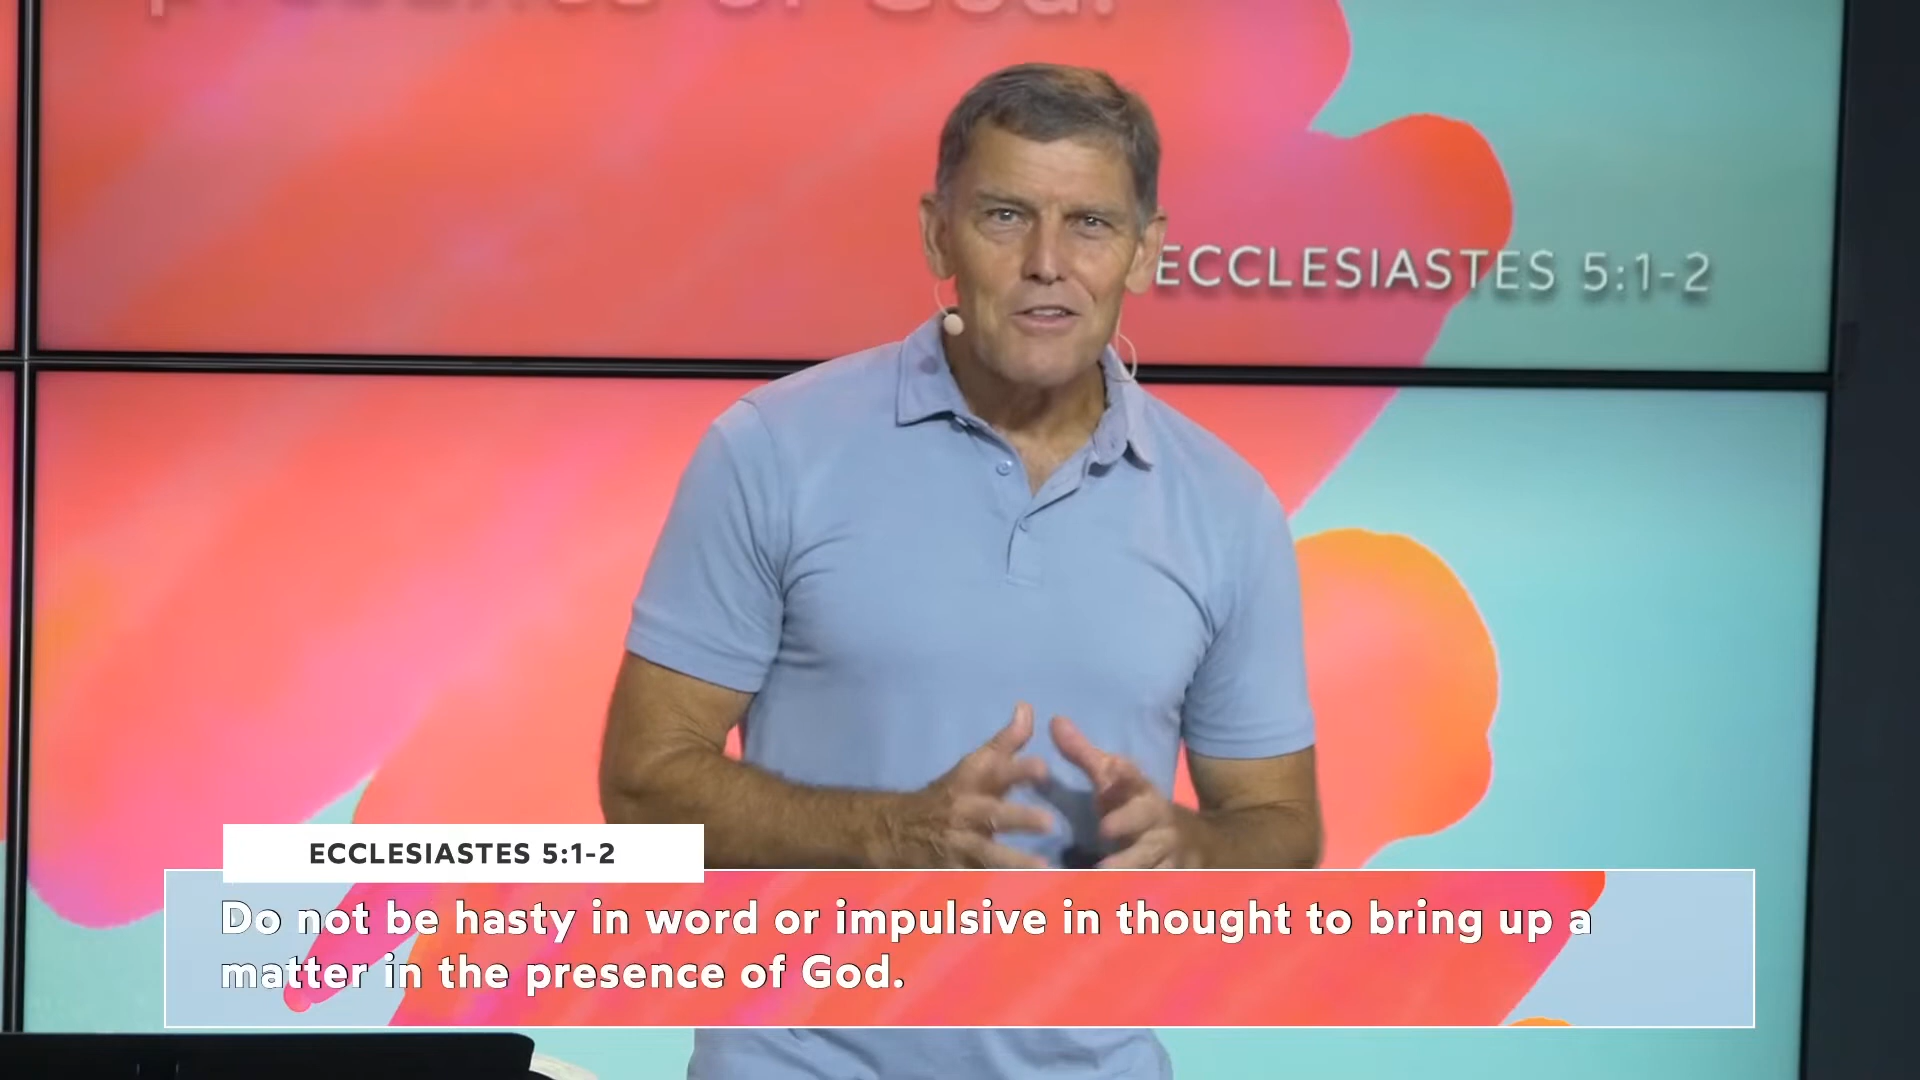 God.
ECCLESIASTES 5:1-2
ECCLESIASTES 5:1-2
Do not be hasty in word or impulsive in thought to bring up a
matter in the presence of God.